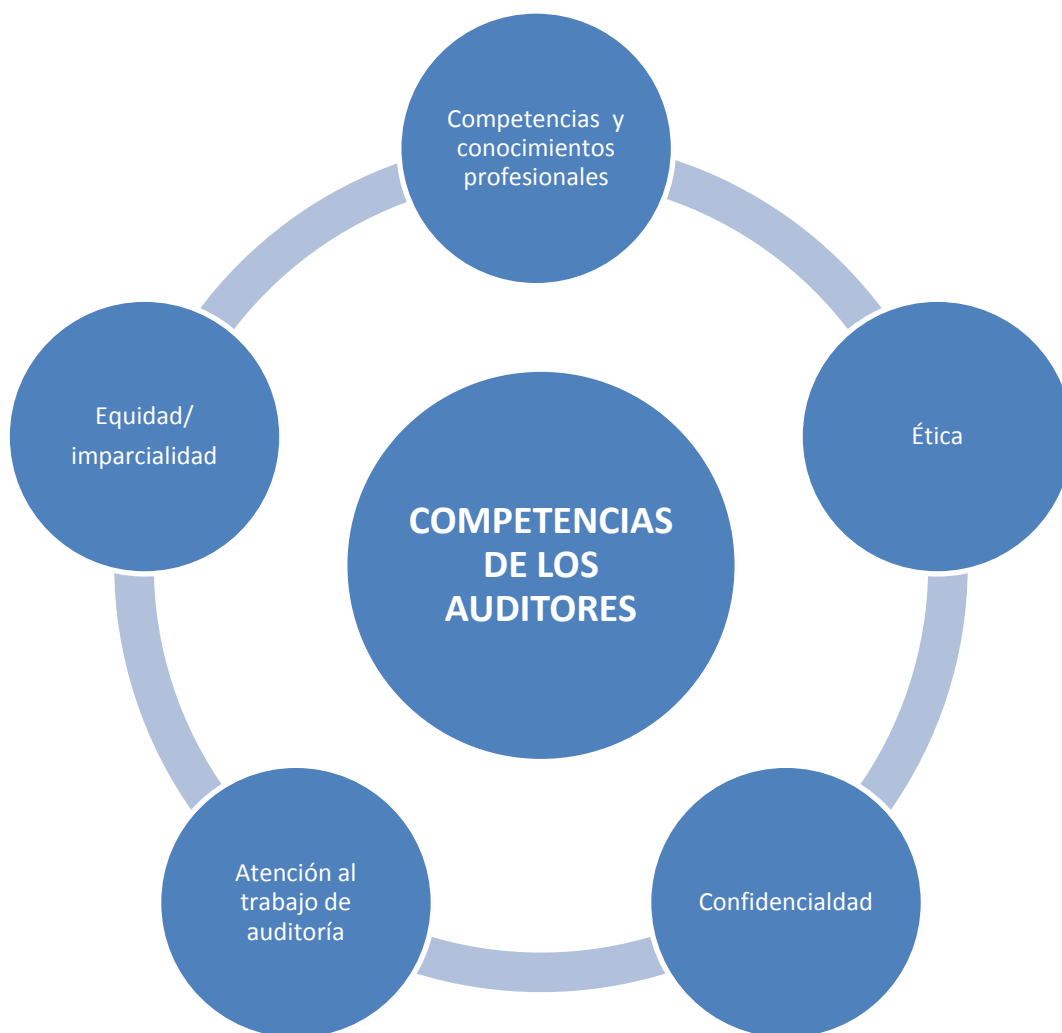 Competencias y
conocimientos
profesionales
Ética
Equidad/
imparcialidad
COMPETENCIAS
DE LOS
AUDITORES
Atención al
trabajo de
auditoría
Confidencialdad